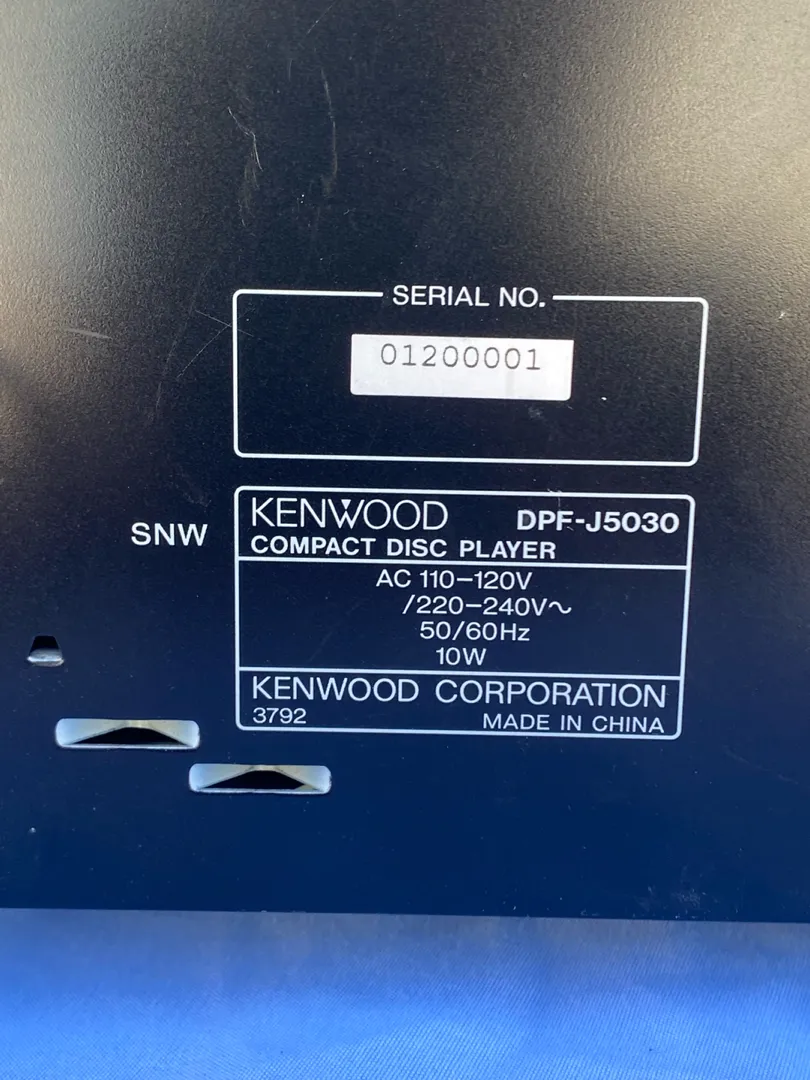 SERIAL NO.
01200001
SNW
KENWOOD DPF-J5030
COMPACT DISC PLAYER
AC 110-120V
/220-240V~
50/60Hz
10W
KENWOOD CORPORATION
3792 MADE IN CHINA